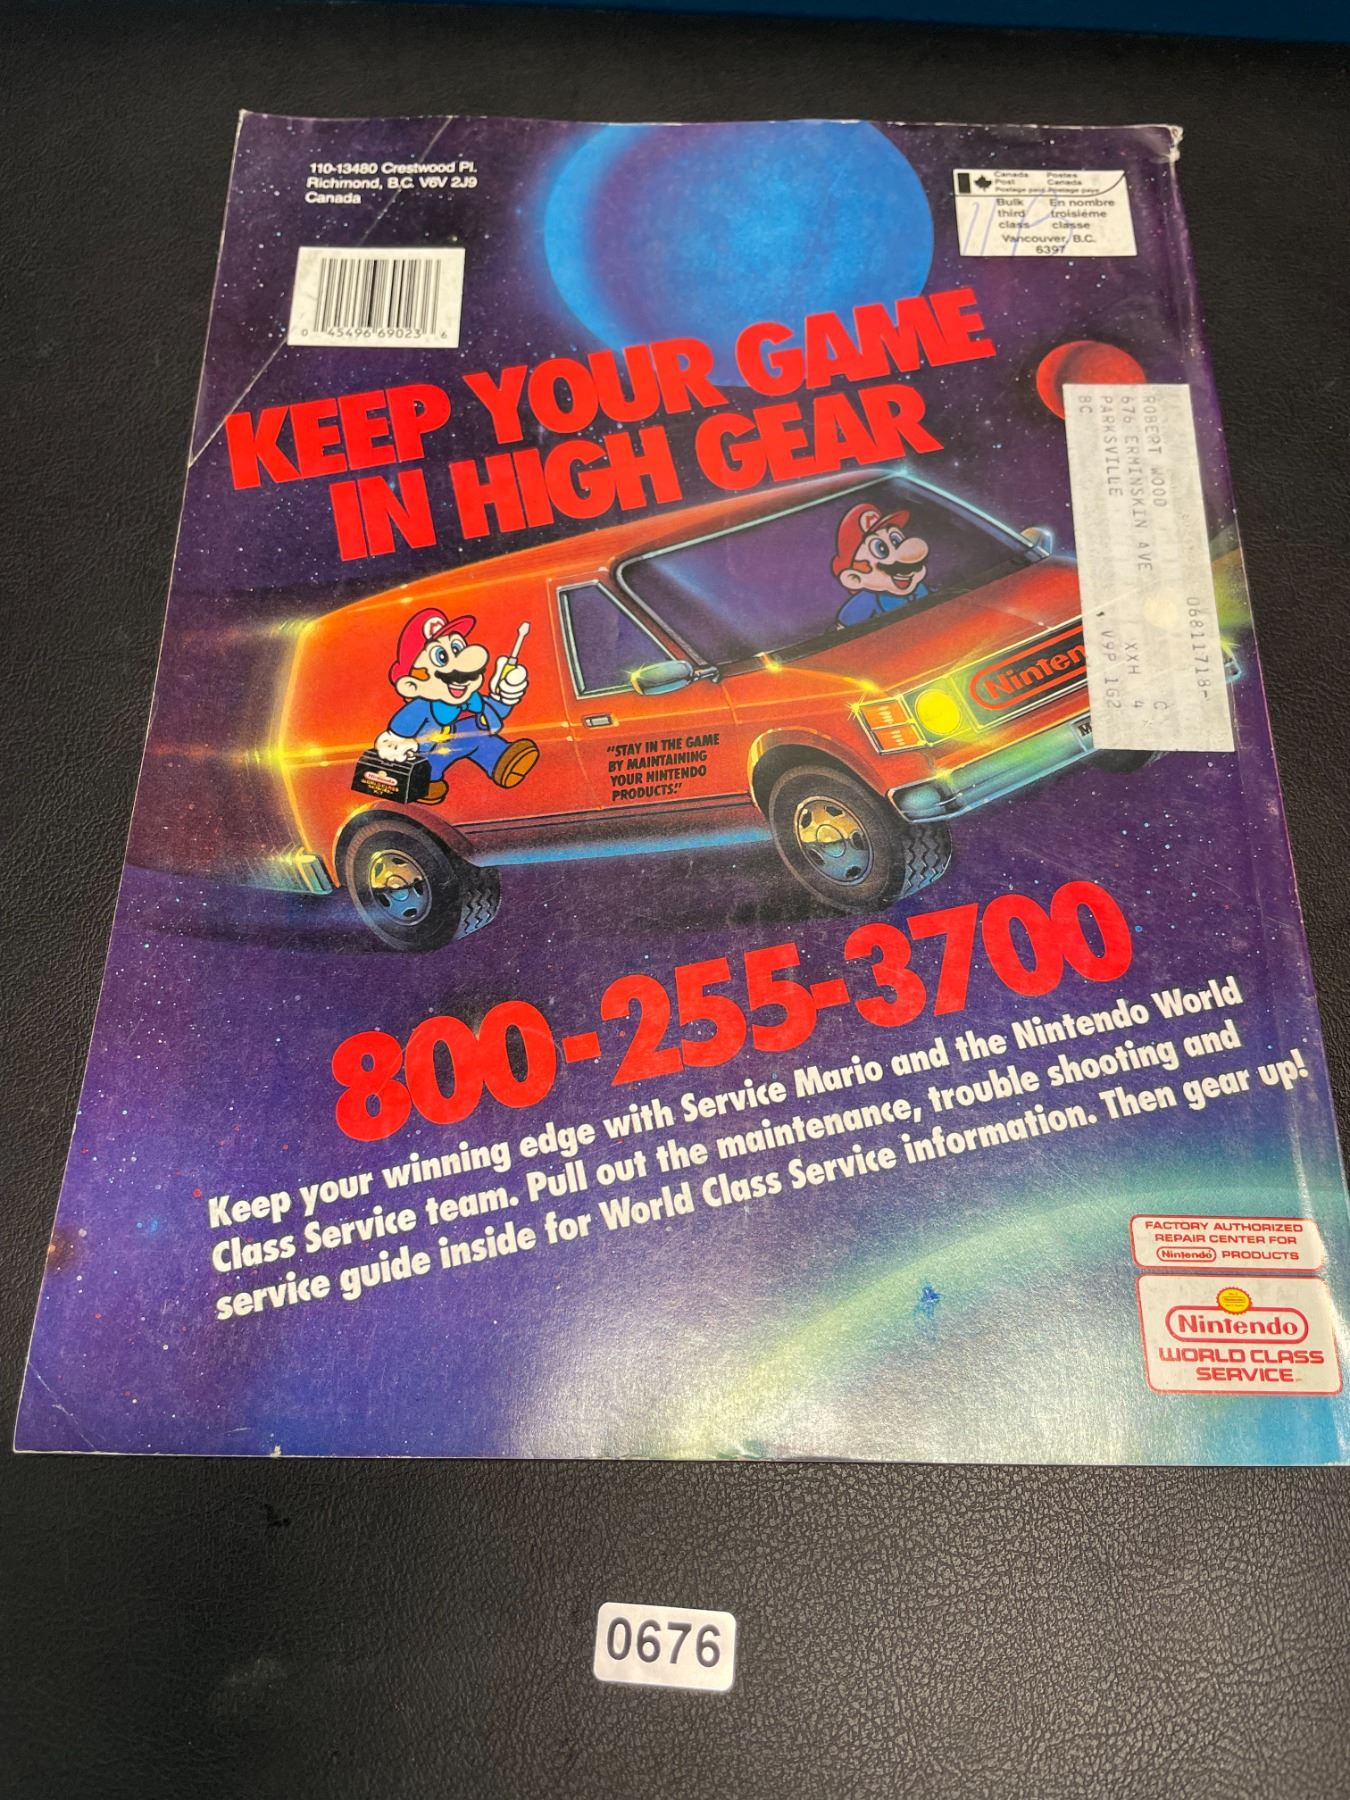 110-13480 Crestwood Pl.
Richmond, B.C. V6V 2J9
Canada
Canada Post
Postes Canada
Postage paid Postage payé
Bulk En nombre
third troisième
class classe
Vancouver, B.C.
6397
0 45496 69023 6
KEEP YOUR GAME
IN HIGH GEAR
ROBERT WOOD
676 ERMINSKIN AVE XXH 4
PARKSVILLE
BC V9P 1G2
06811718-
C
M
M
Ninten
"STAY IN THE GAME
BY MAINTAINING
YOUR NINTENDO
PRODUCTS."
Nintendo
WORLD CLASS
800-255-3700
Keep your winning edge with Service Mario and the Nintendo World
Class Service team. Pull out the maintenance, trouble shooting and
service guide inside for World Class Service information. Then gear up!
FACTORY AUTHORIZED
REPAIR CENTER FOR
Nintendo PRODUCTS
Nintendo
WORLD CLASS
SERVICE
0676